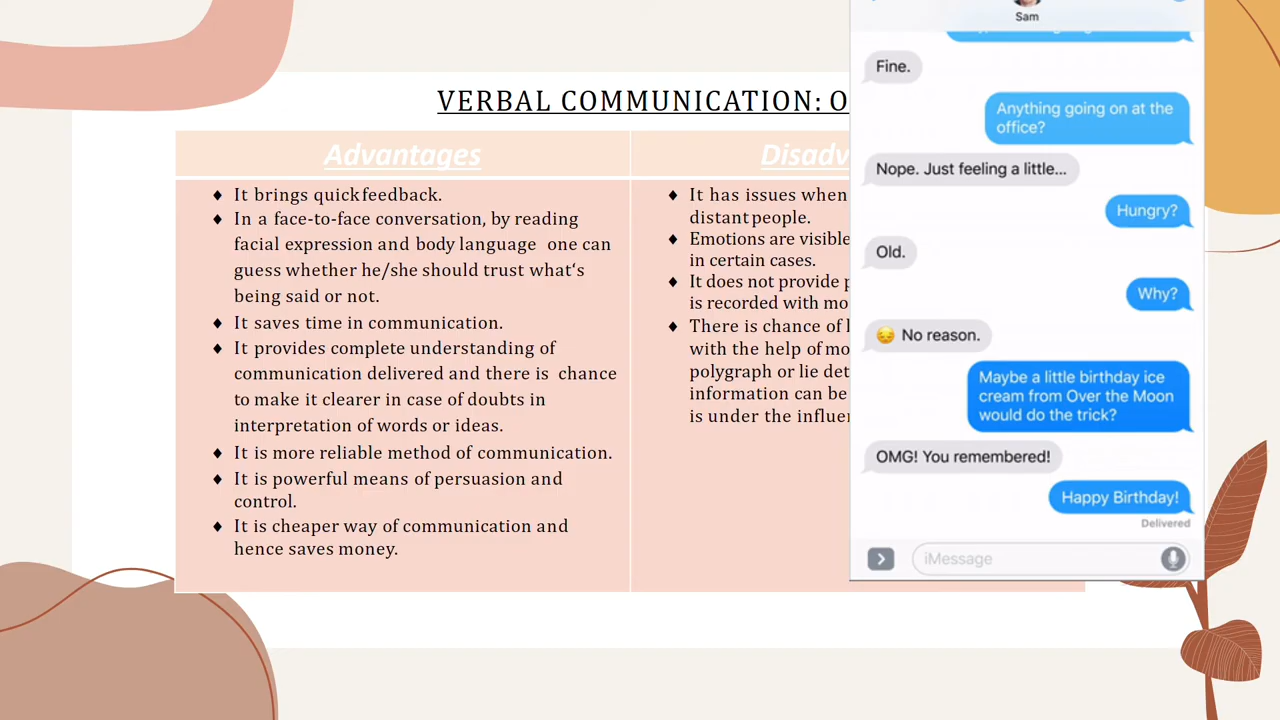 VERBAL COMMUNICATION: O
Advantages
♦ It brings quick feedback.
♦ In a face-to-face conversation, by reading
facial expression and body language one can
guess whether he/she should trust what‘s
being said or not.
♦ It saves time in communication.
♦ It provides complete understanding of
communication delivered and there is chance
to make it clearer in case of doubts in
interpretation of words or ideas.
♦ It is more reliable method of communication.
♦ It is powerful means of persuasion and
control.
♦ It is cheaper way of communication and
hence saves money.
Disadv
♦ It has issues when
distant people.
♦ Emotions are visible
in certain cases.
♦ It does not provide p
is recorded with mo
♦ There is chance of l
with the help of mo
polygraph or lie det
information can be
is under the influen
Sam
Fine.
Anything going on at the
office?
Nope. Just feeling a little...
Hungry?
Old.
Why?
😔 No reason.
Maybe a little birthday ice
cream from Over the Moon
would do the trick?
OMG! You remembered!
Happy Birthday!
Delivered
iMessage